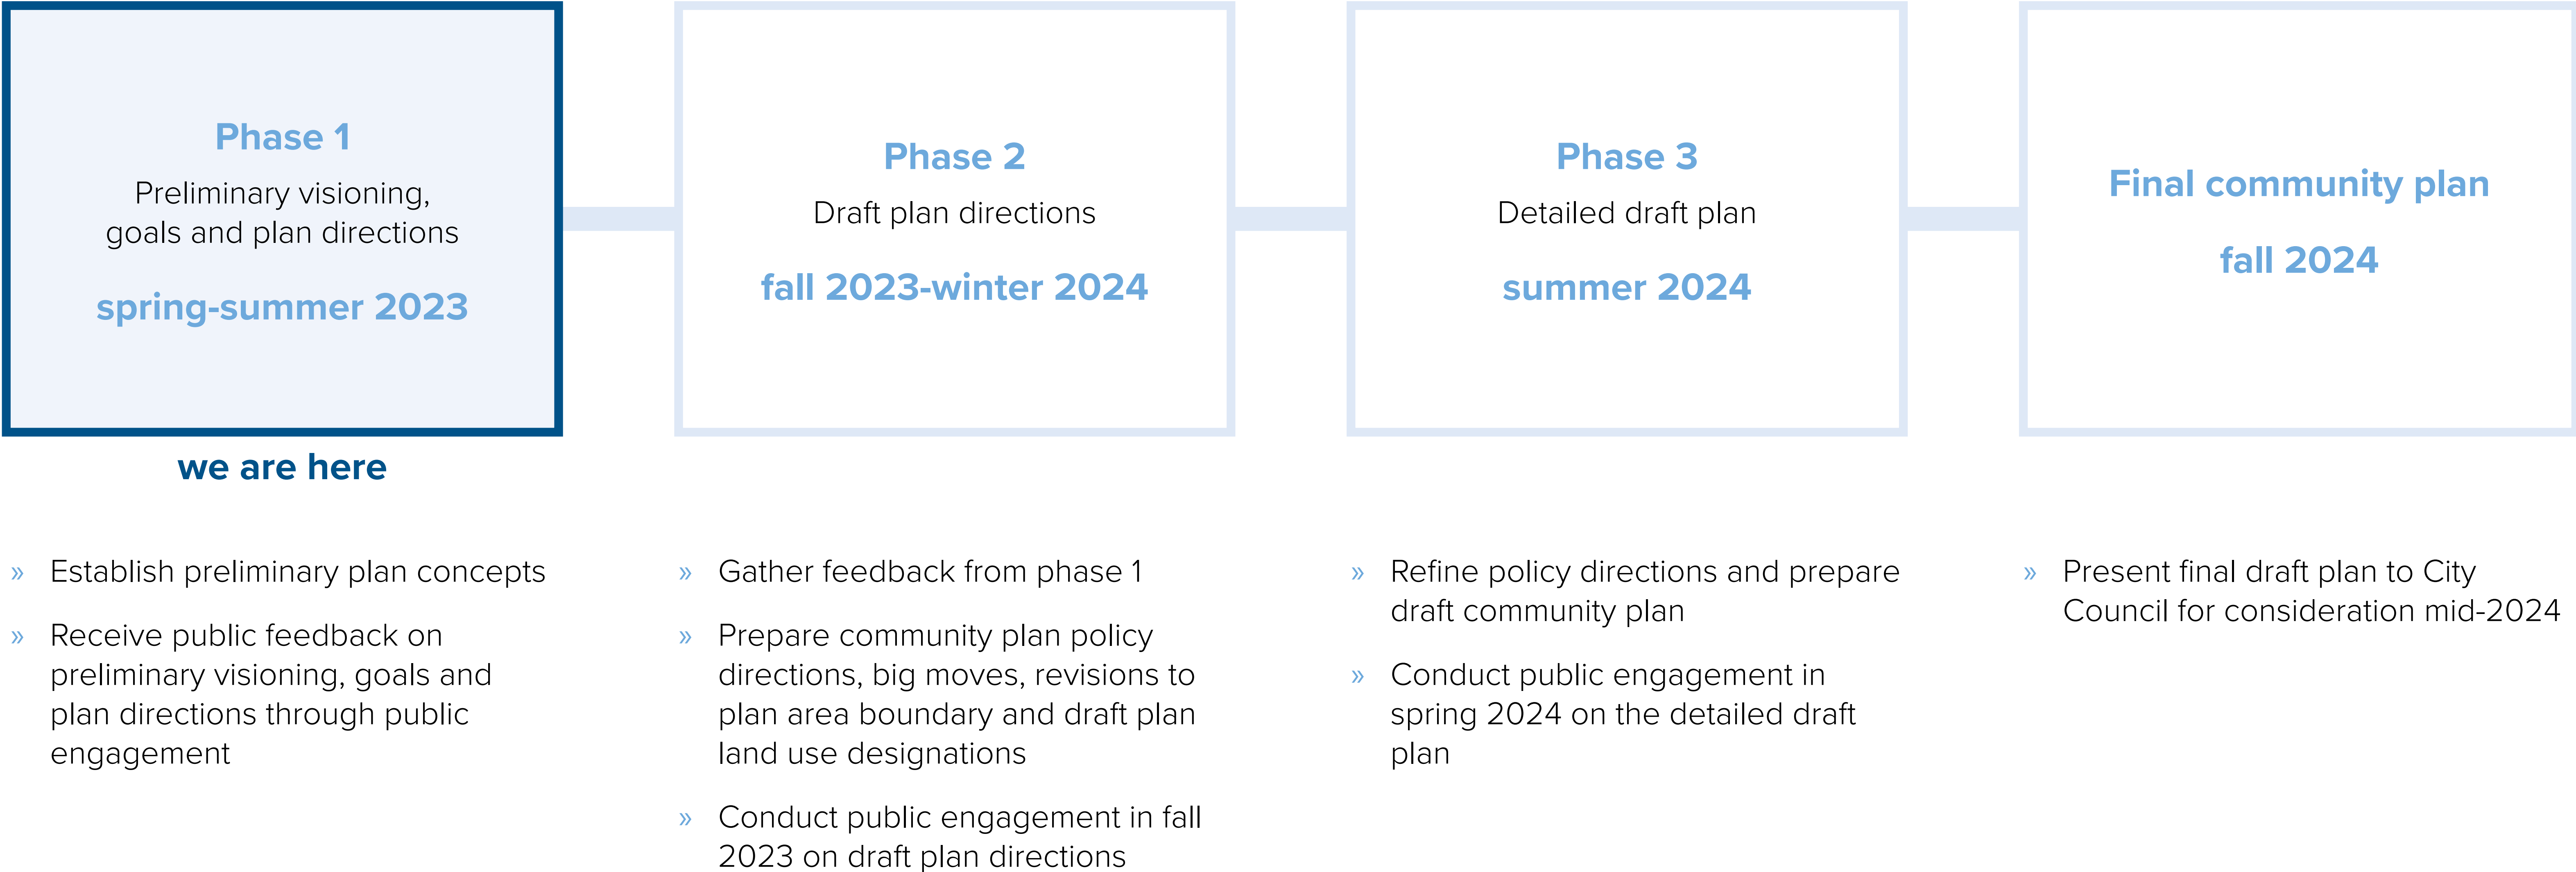 Phase 1
Preliminary visioning,
goals and plan directions
spring-summer 2023
we are here
» Establish preliminary plan concepts
» Receive public feedback on
preliminary visioning, goals and
plan directions through public
engagement
Phase 2
Draft plan directions
fall 2023-winter 2024
» Gather feedback from phase 1
» Prepare community plan policy
directions, big moves, revisions to
plan area boundary and draft plan
land use designations
» Conduct public engagement in fall
2023 on draft plan directions
Phase 3
Detailed draft plan
summer 2024
» Refine policy directions and prepare
draft community plan
» Conduct public engagement in
spring 2024 on the detailed draft
plan
Final community plan
fall 2024
» Present final draft plan to City
Council for consideration mid-2024